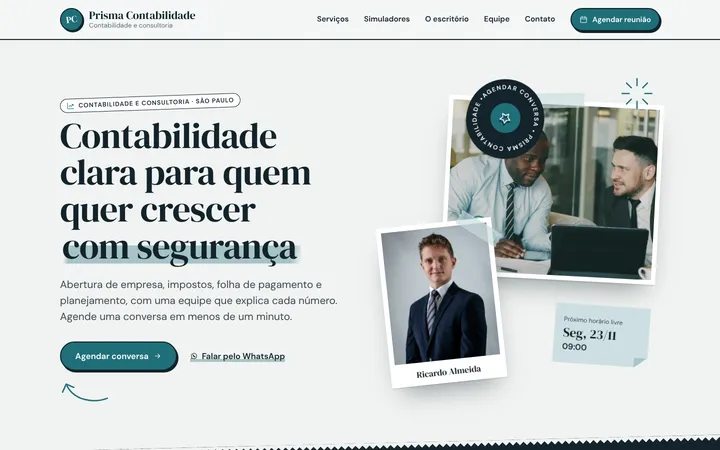 PC
Prisma Contabilidade
Contabilidade e consultoria
Serviços
Simuladores
O escritório
Equipe
Contato
Agendar reunião
CONTABILIDADE E CONSULTORIA · SÃO PAULO
Contabilidade
clara para quem
quer crescer
com segurança
Abertura de empresa, impostos, folha de pagamento e
planejamento, com uma equipe que explica cada número.
Agende uma conversa em menos de um minuto.
Agendar conversa →
Falar pelo WhatsApp
AGENDAR CONVERSA • PRISMA CONTABILIDADE •
Ricardo Almeida
Próximo horário livre
Seg, 23/11
09:00